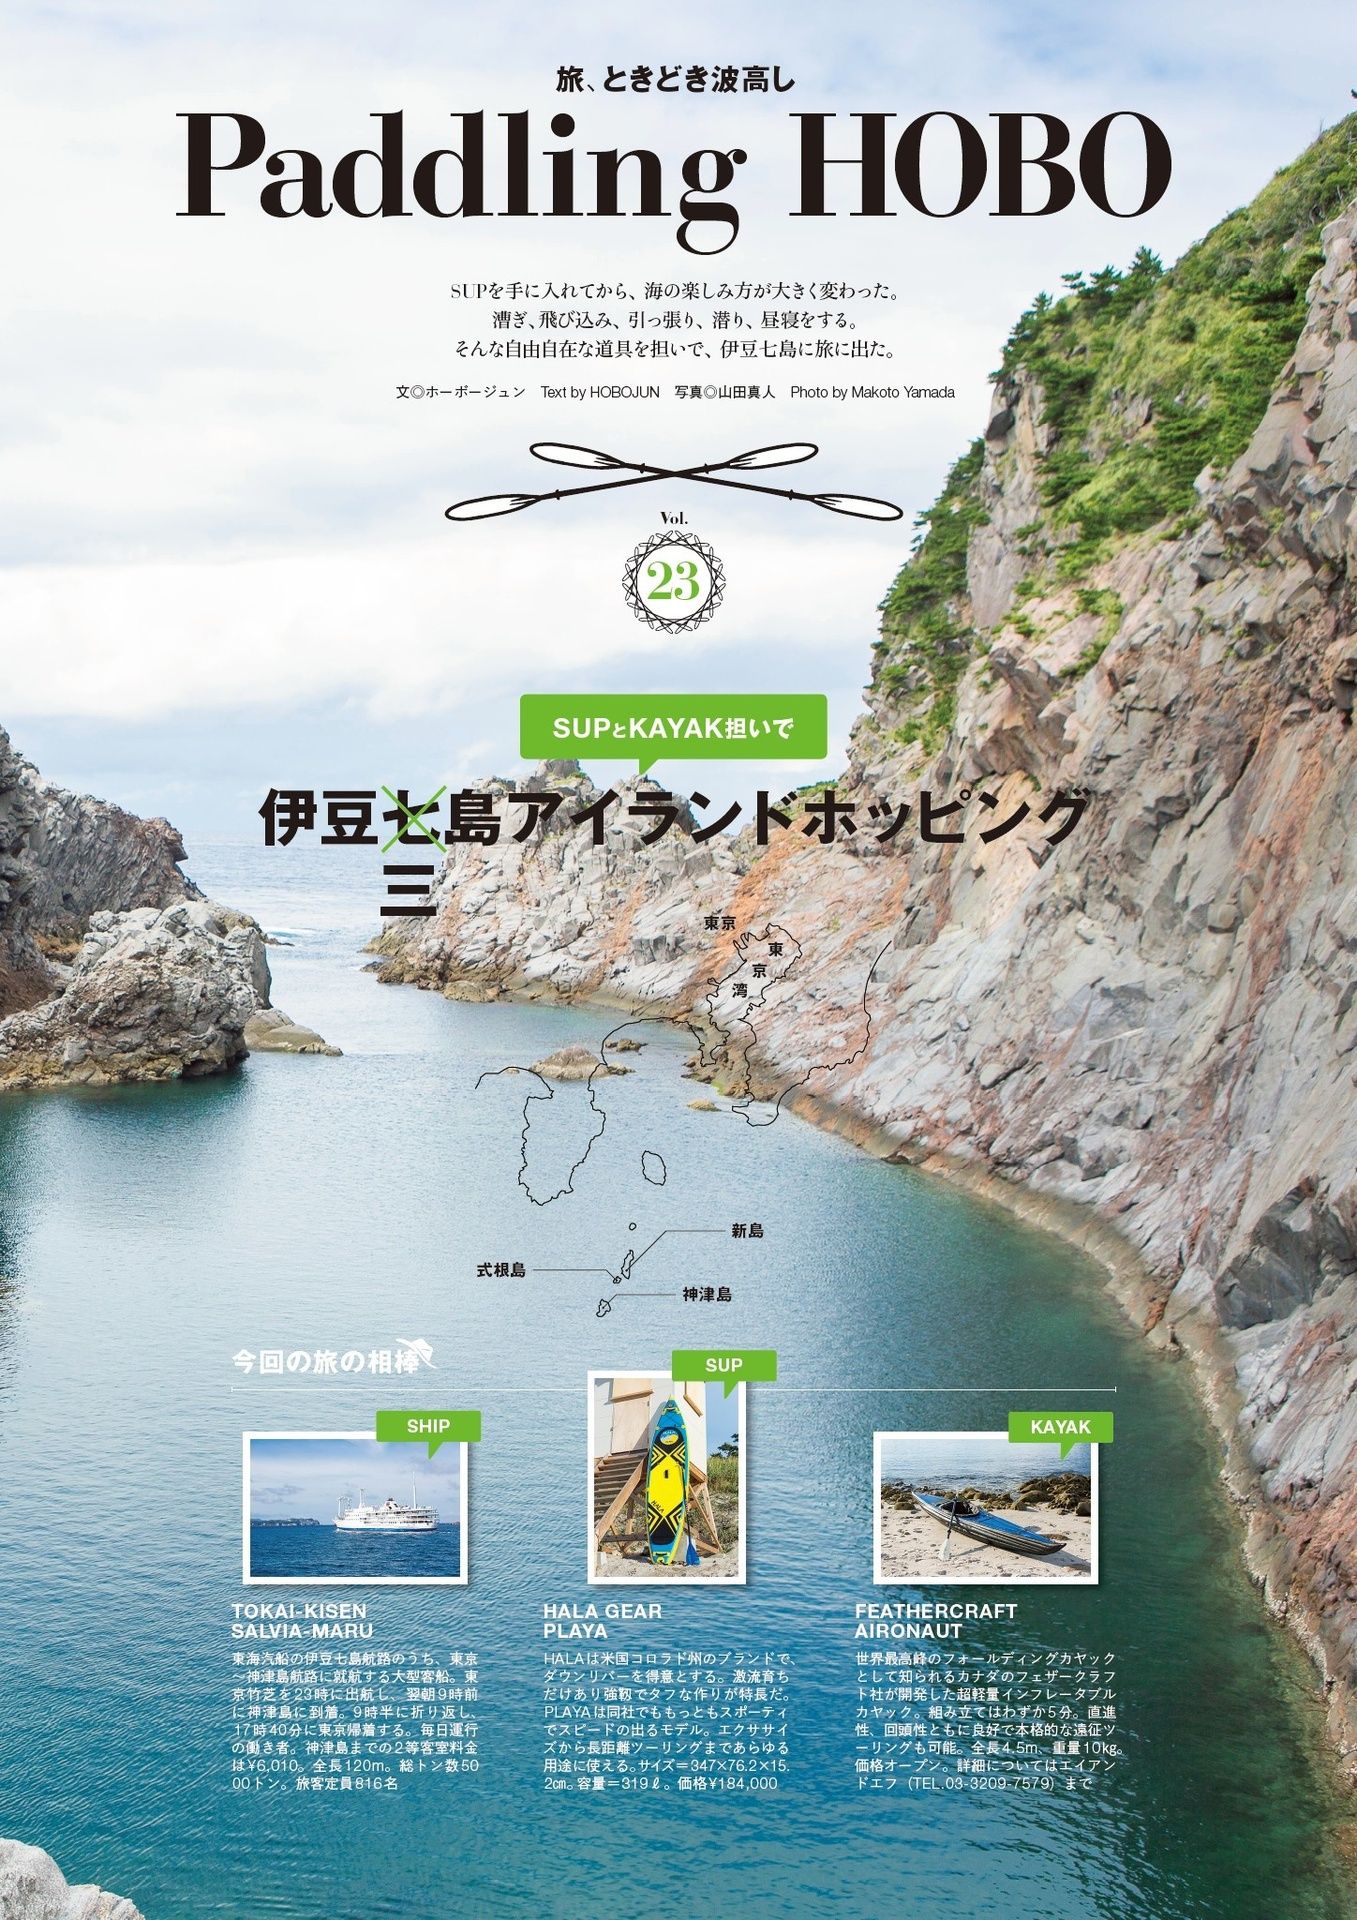 旅、ときどき波高し
Paddling HOBO
SUPを手に入れてから、海の楽しみ方が大きく変わった。
漕ぎ、飛び込み、引っ張り、潜り、昼寝をする。
そんな自由自在な道具を担いで、伊豆七島に旅に出た。
文◎ホーボージュン　Text by HOBOJUN　写真◎山田真人　Photo by Makoto Yamada
Vol.
23
SUPとKAYAK担いで
伊豆七島アイランドホッピング
三
東京
東
京
湾
新島
式根島
神津島
今回の旅の相棒
SHIP
TOKAI-KISEN
SALVIA-MARU
東海汽船の伊豆七島航路のうち、東京
～神津島航路に就航する大型客船。東
京竹芝を23時に出航し、翌朝9時前
に神津島に到着。9時半に折り返し、
17時40分に東京帰着する。毎日運行
の働き者。神津島までの2等客室料金
は¥6,010。全長120m。総トン数50
00トン。旅客定員816名
SUP
HALA
HALA GEAR
PLAYA
HALAは米国コロラド州のブランドで、
ダウンリバーを得意とする。激流育ち
だけあり強靭でタフな作りが特長だ。
PLAYAは同社でももっともスポーティ
でスピードの出るモデル。エクササイ
ズから長距離ツーリングまであらゆる
用途に使える。サイズ＝347×76.2×15.
2㎝。容量＝319ℓ。価格¥184,000
KAYAK
FEATHERCRAFT
AIRONAUT
世界最高峰のフォールディングカヤック
として知られるカナダのフェザークラフ
ト社が開発した超軽量インフレータブル
カヤック。組み立てはわずか5分。直進
性、回頭性ともに良好で本格的な遠征ツ
ーリングも可能。全長4.5m、重量10kg。
価格オープン。詳細についてはエイアン
ドエフ（TEL.03-3209-7579）まで